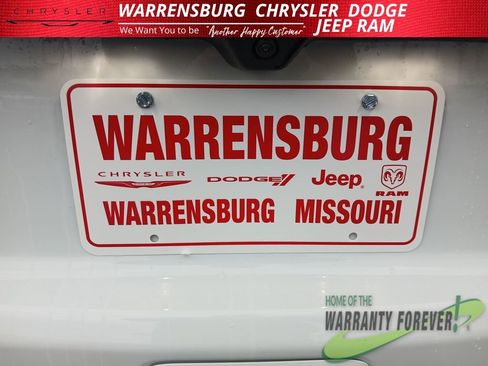 CHRYSLER
WARRENSBURG CHRYSLER DODGE
JEEP RAM
We Want You to be "Another Happy Customer"
WARRENSBURG
CHRYSLER DODGE Jeep RAM
WARRENSBURG MISSOURI
HOME OF THE
WARRANTY FOREVER!